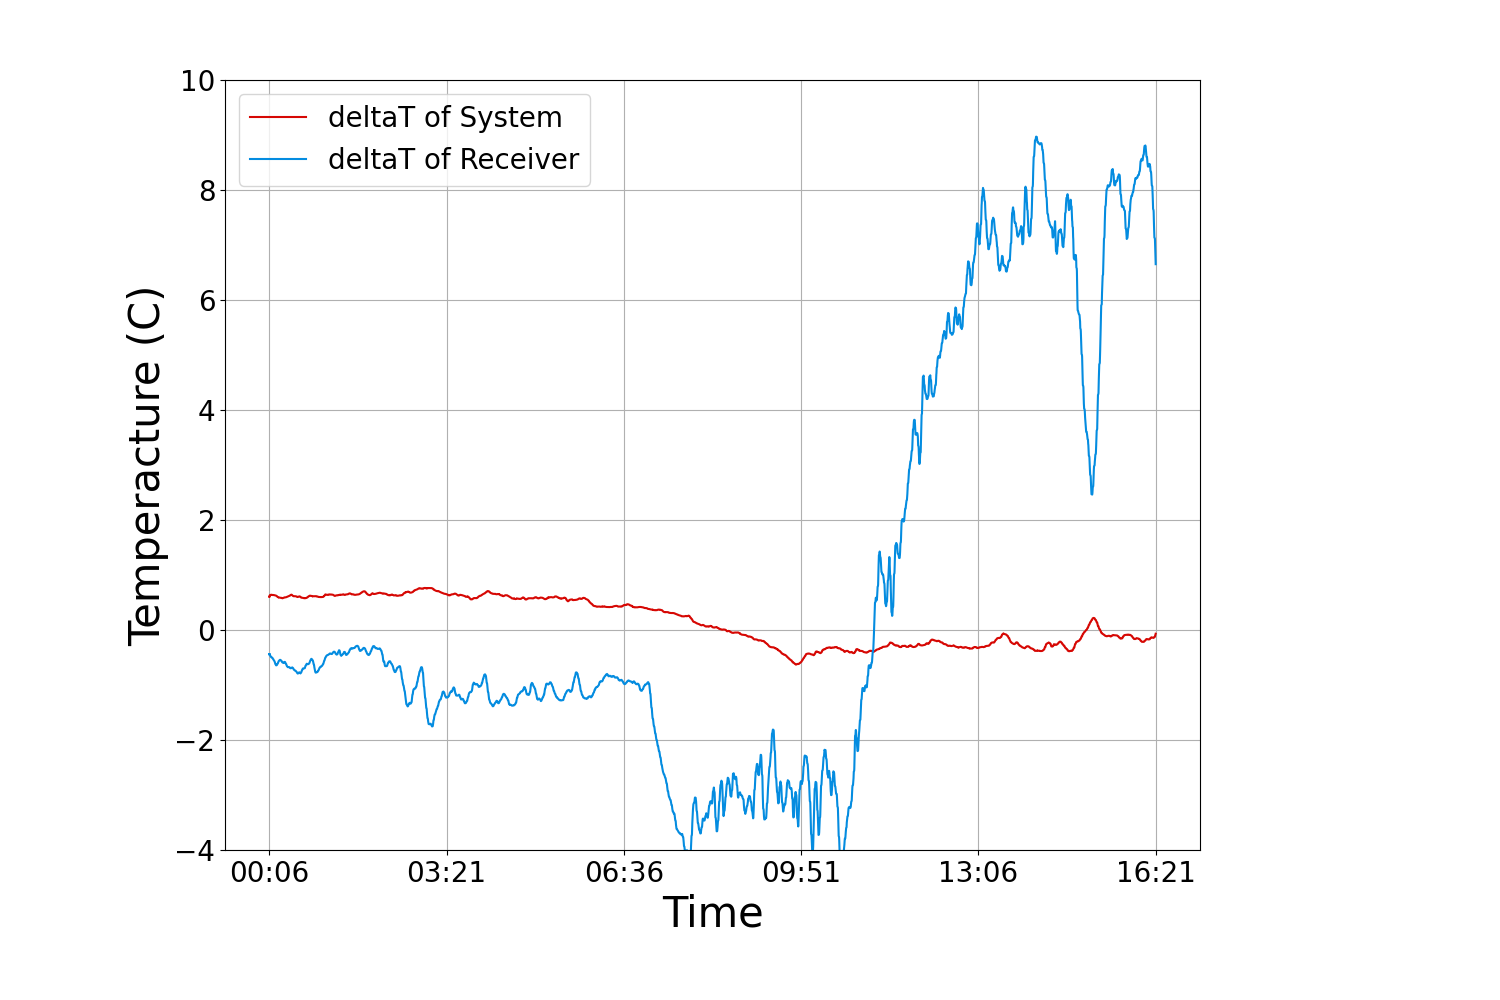 10
8
6
4
2
0
−2
−4
deltaT of System
deltaT of Receiver
Temperacture (C)
00:06 03:21 06:36 09:51 13:06 16:21
Time